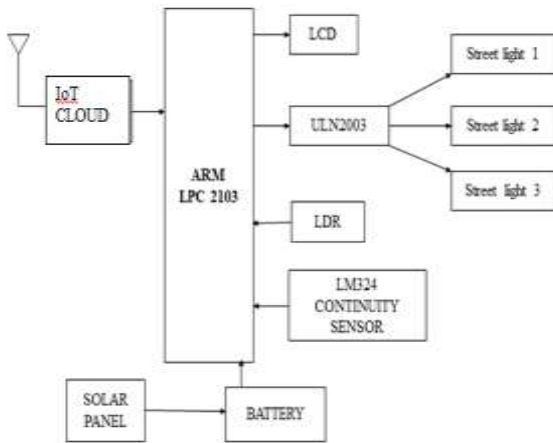 LCD
Street light 1
IoT
CLOUD
ULN2003
Street light 2
ARM
LPC 2103
Street light 3
LDR
LM324
CONTINUITY
SENSOR
SOLAR
PANEL
BATTERY